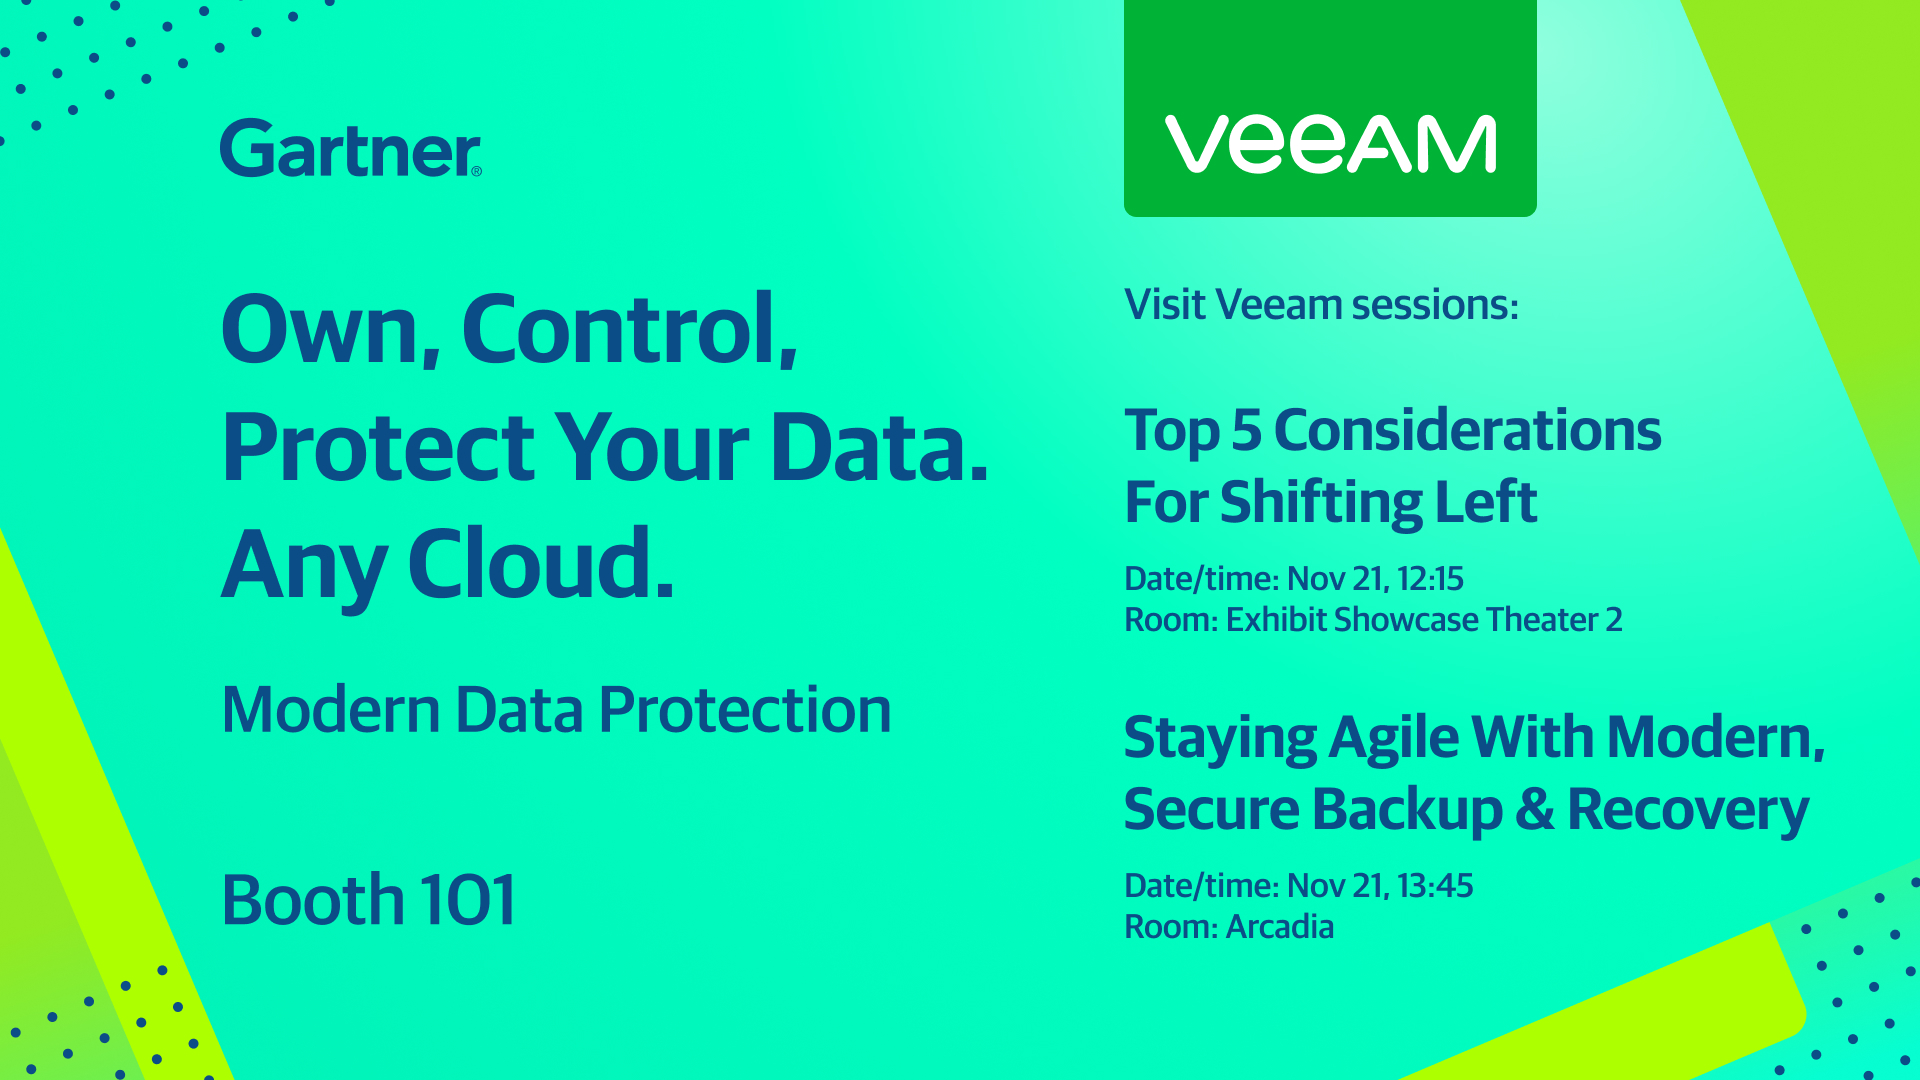 Gartner®
Own, Control,
Protect Your Data.
Any Cloud.
Modern Data Protection
Booth 101
veeAM
Visit Veeam sessions:
Top 5 Considerations
For Shifting Left
Date/time: Nov 21, 12:15
Room: Exhibit Showcase Theater 2
Staying Agile With Modern,
Secure Backup & Recovery
Date/time: Nov 21, 13:45
Room: Arcadia